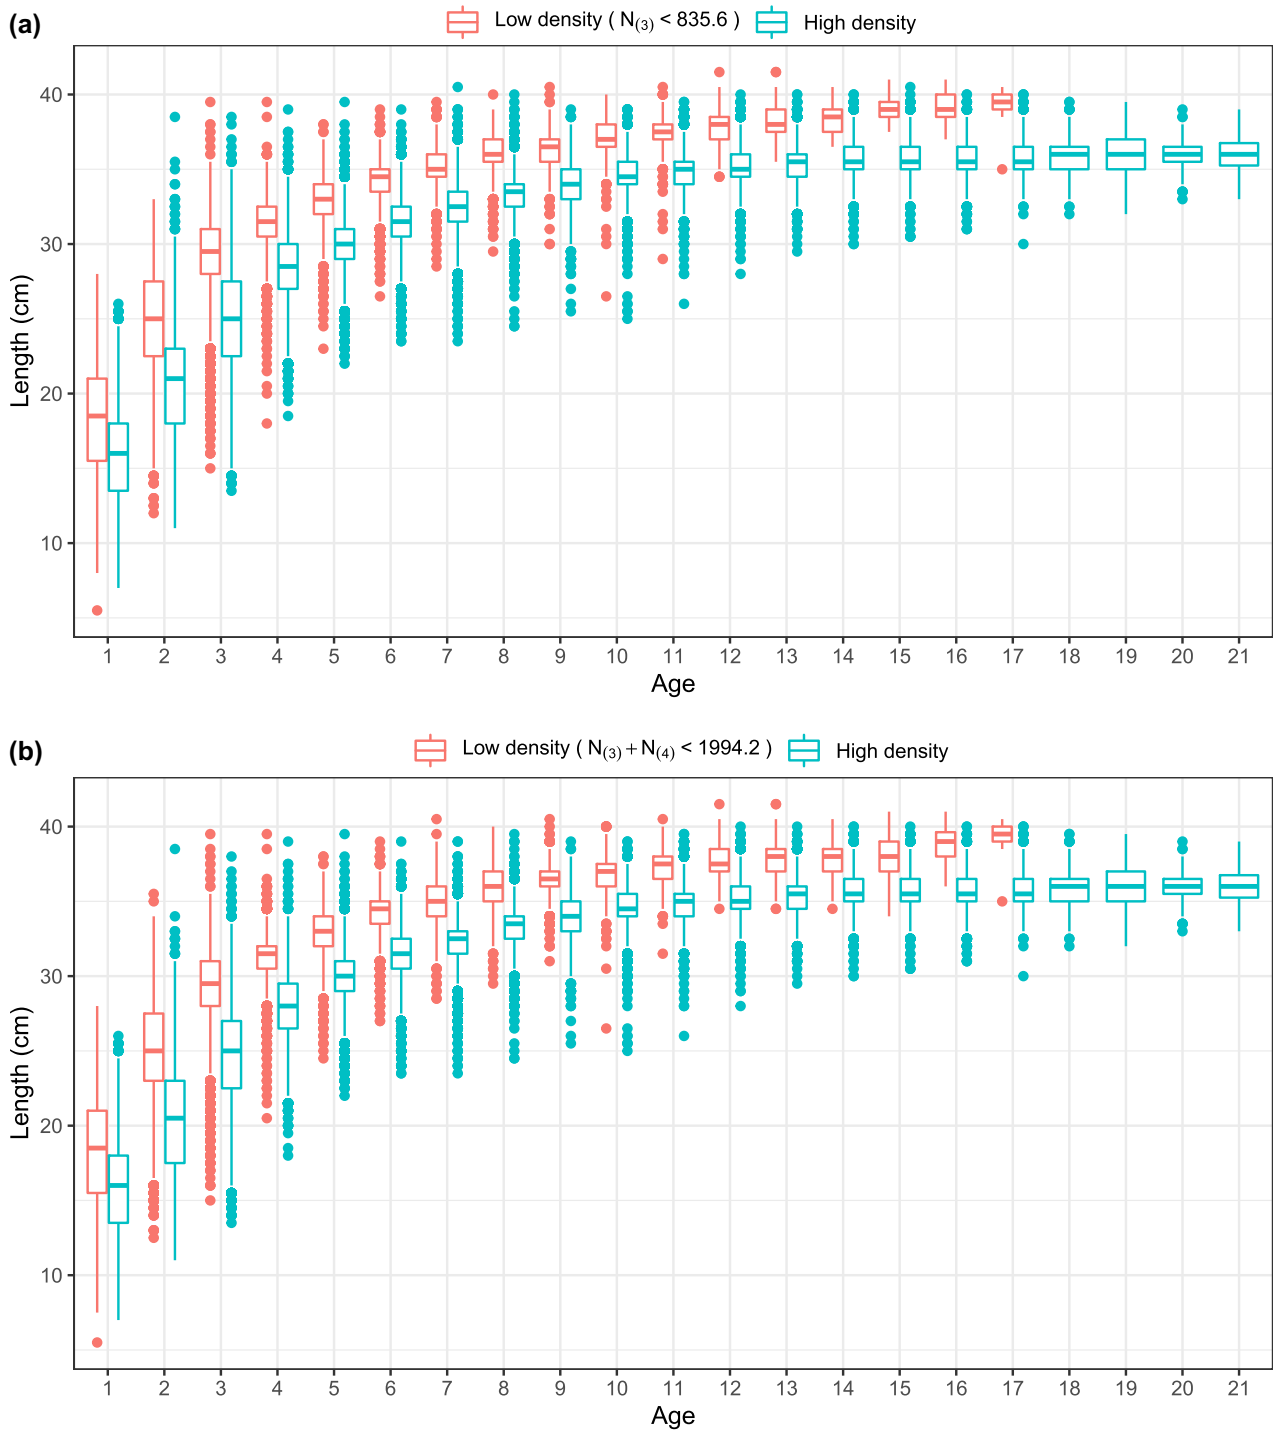 (a)
Low density ( N(3) < 835.6 ) High density
Length (cm)
40
30
20
10
1 2 3 4 5 6 7 8 9 10 11 12 13 14 15 16 17 18 19 20 21
Age
(b)
Low density ( N(3) + N(4) < 1994.2 ) High density
Length (cm)
40
30
20
10
1 2 3 4 5 6 7 8 9 10 11 12 13 14 15 16 17 18 19 20 21
Age